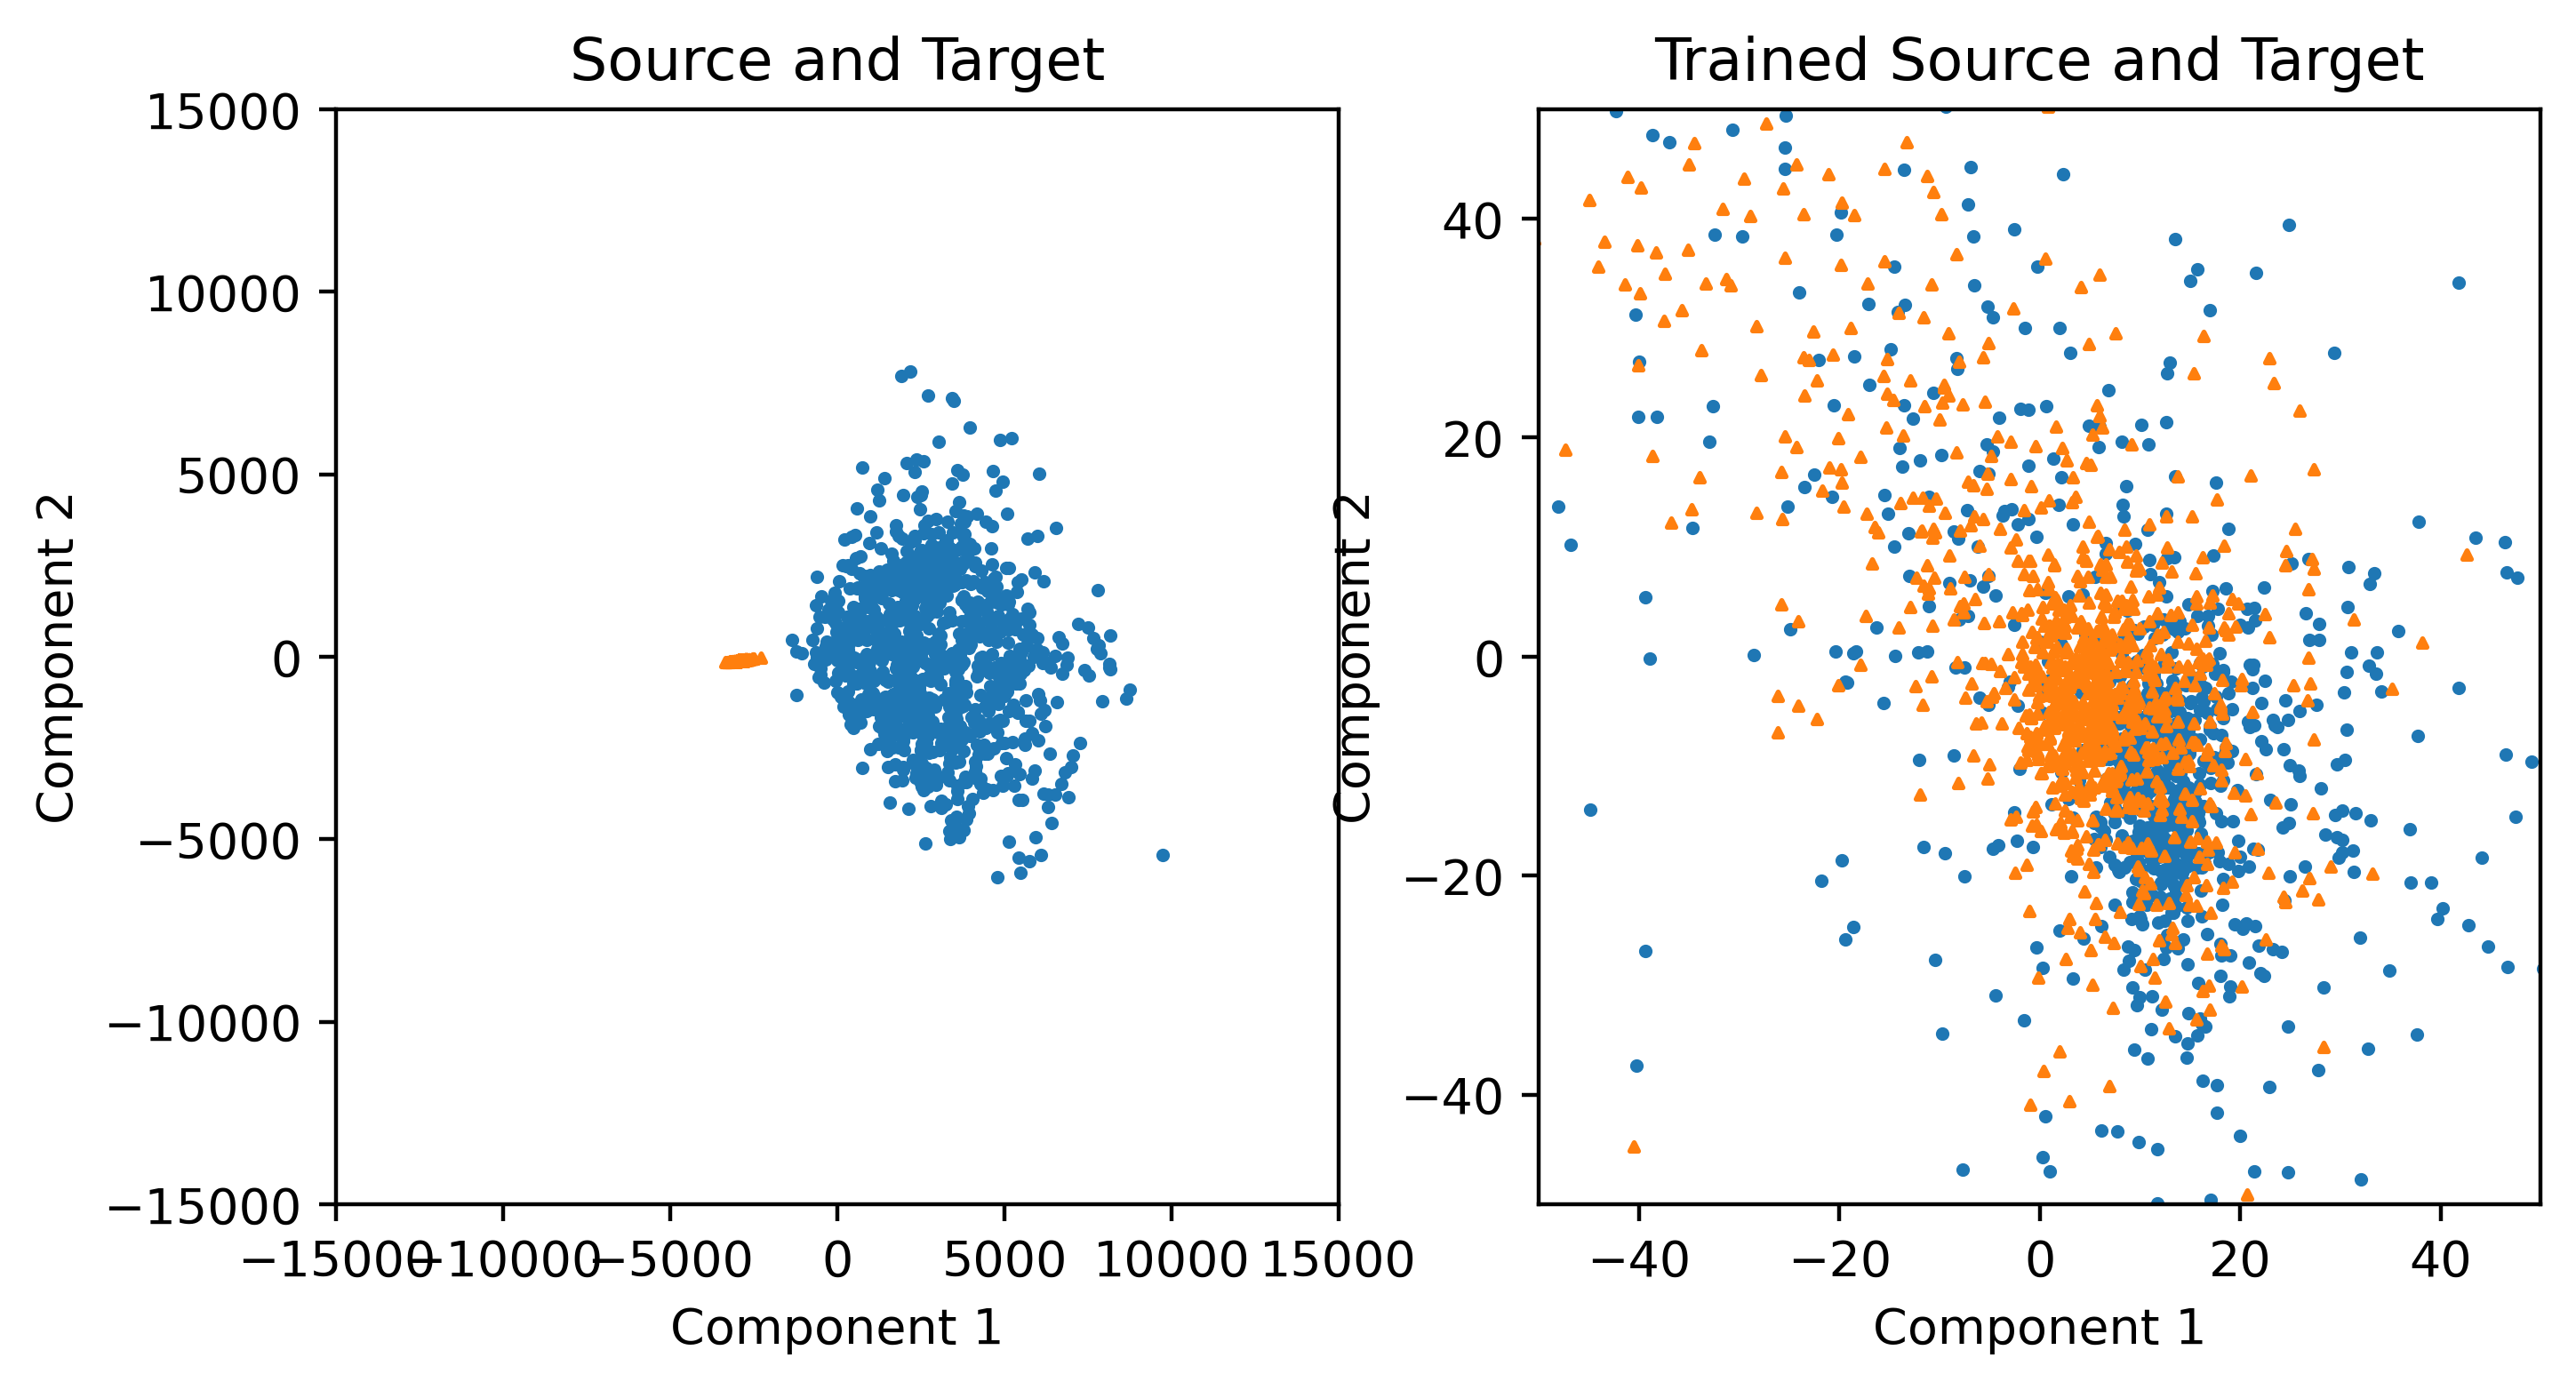 Source and Target
15000
10000
5000
0
−5000
−10000
−15000
Component 2
−15000 −10000 −5000 0 5000 10000 15000
Component 1
Trained Source and Target
40
20
0
−20
−40
Component 2
−40 −20 0 20 40
Component 1